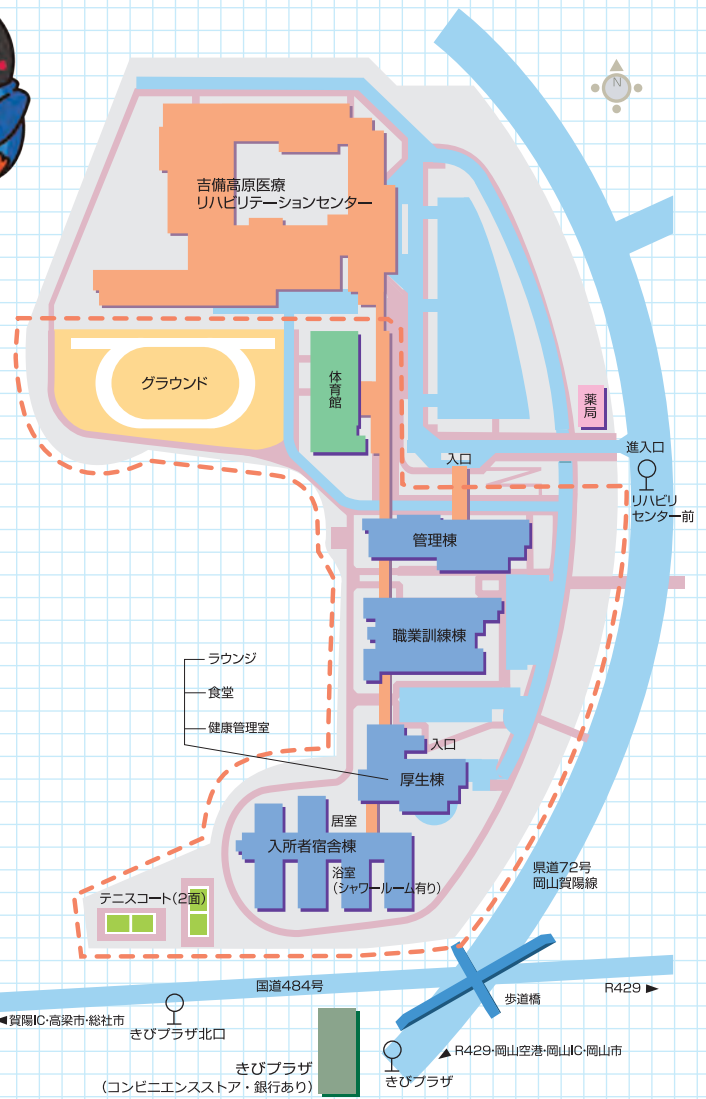 N
吉備高原医療
リハビリテーションセンター
グラウンド
体育館
薬局
入口
進入口
リハビリ
センター前
管理棟
職業訓練棟
ラウンジ
食堂
健康管理室
入口
厚生棟
居室
入所者宿舎棟
浴室
(シャワールーム有り)
テニスコート(2面)
県道72号
岡山賀陽線
国道484号
R429 ►
歩道橋
◄賀陽IC・高梁市・総社市
きびプラザ北口
きびプラザ
(コンビニエンスストア・銀行あり)
きびプラザ
R429・岡山空港・岡山IC・岡山市